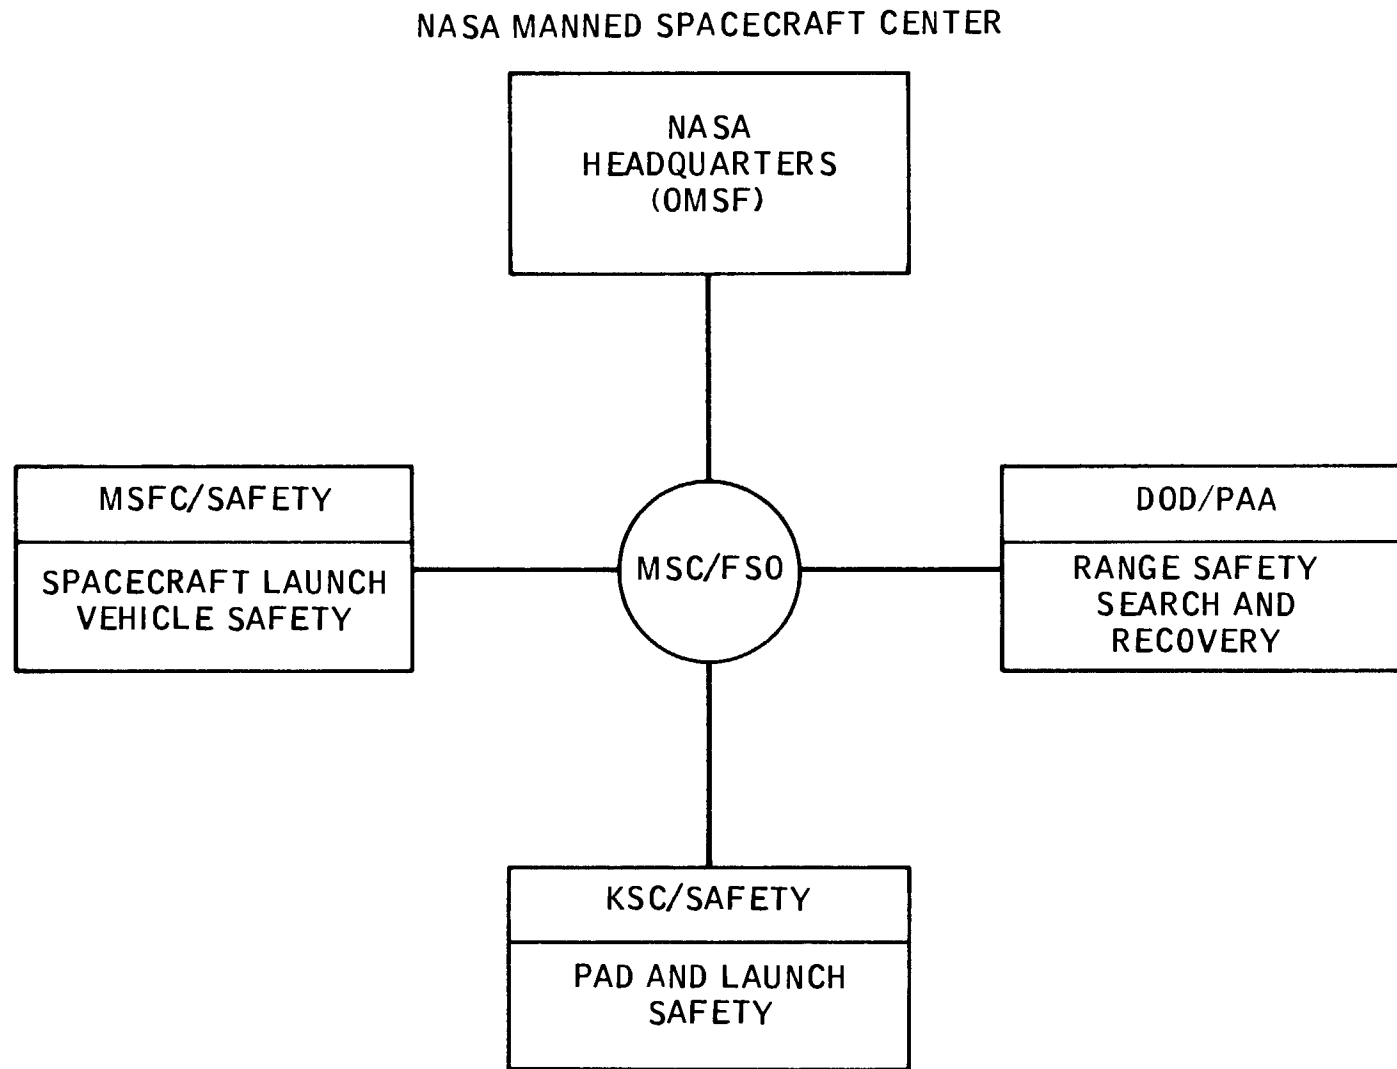 NASA MANNED SPACECRAFT CENTER
NASA
HEADQUARTERS
(OMSF)
MSFC/SAFETY
SPACECRAFT LAUNCH
VEHICLE SAFETY
MSC/FSO
DOD/PAA
RANGE SAFETY
SEARCH AND
RECOVERY
KSC/SAFETY
PAD AND LAUNCH
SAFETY